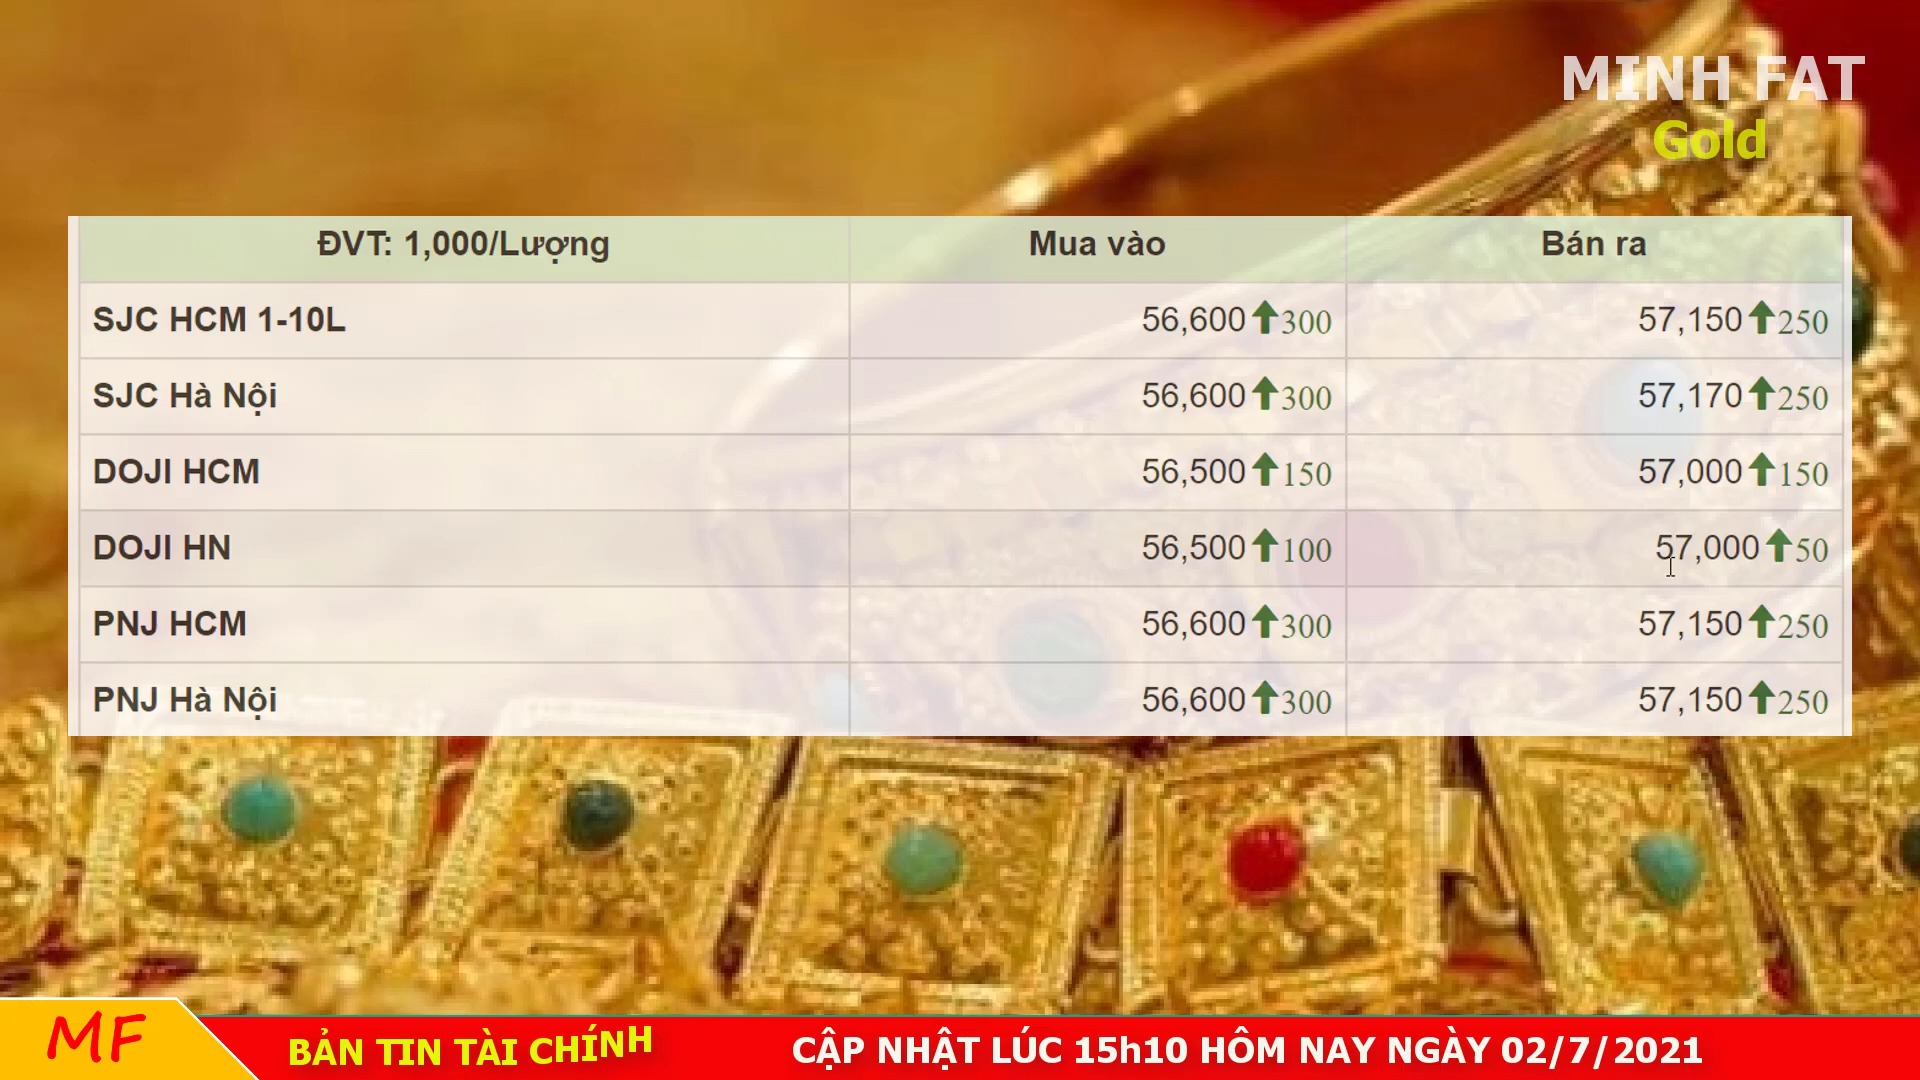 MINH FAT
Gold
ĐVT: 1,000/Lượng Mua vào Bán ra
SJC HCM 1-10L 56,600 300 57,150 250
SJC Hà Nội 56,600 300 57,170 250
DOJI HCM 56,500 150 57,000 150
DOJI HN 56,500 100 57,000 50
PNJ HCM 56,600 300 57,150 250
PNJ Hà Nội 56,600 300 57,150 250
MF BẢN TIN TÀI CHÍNH CẬP NHẬT LÚC 15h10 HÔM NAY NGÀY 02/7/2021